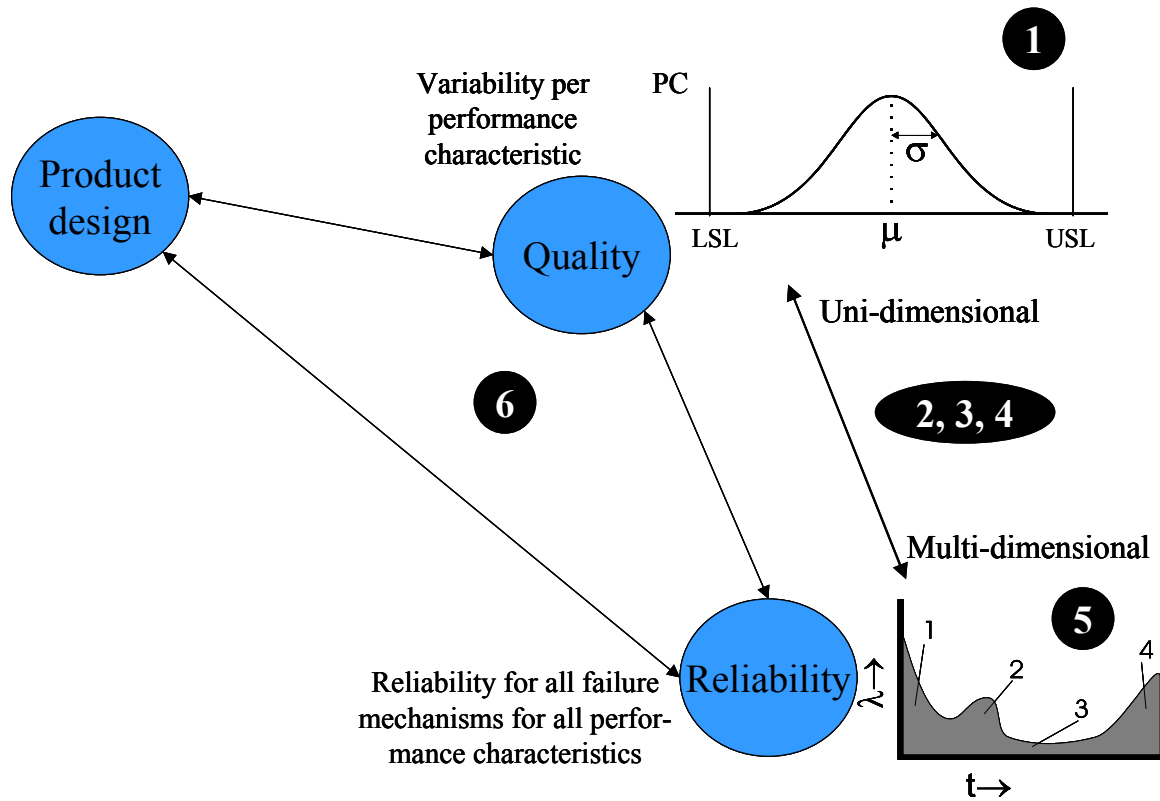 1
Variability per
performance
characteristic
PC
σ
Product
design
Quality
LSL
μ
USL
Uni-dimensional
6
2, 3, 4
Multi-dimensional
5
1
2
3
4
Reliability
λ→
Reliability for all failure
mechanisms for all perfor-
mance characteristics
t→